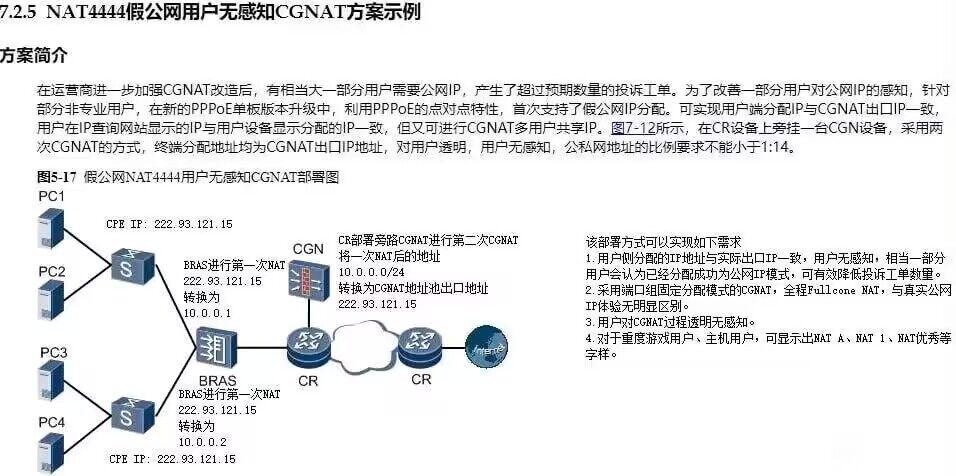 7.2.5 NAT4444假公网用户无感知CGNAT方案示例
方案简介
在运营商进一步加强CGNAT改造后，有相当大一部分用户需要公网IP，产生了超过预期数量的投诉工单。为了改善一部分用户对公网IP的感知，针对
部分非专业用户，在新的PPPoE单板版本升级中，利用PPPoE的点对点特性，首次支持了假公网IP分配。可实现用户端分配IP与CGNAT出口IP一致，
用户在IP查询网站显示的IP与用户设备显示分配的IP一致，但又可进行CGNAT多用户共享IP。图7-12所示，在CR设备上旁挂一台CGN设备，采用两
次CGNAT的方式，终端分配地址均为CGNAT出口IP地址，对用户透明，用户无感知，公私网地址的比例要求不能小于1:14。
图5-17 假公网NAT4444用户无感知CGNAT部署图
PC1
CPE IP: 222.93.121.15
S
PC2
BRAS进行第一次NAT
222.93.121.15
转换为
10.0.0.1
CGN
CR部署旁路CGNAT进行第二次CGNAT
将一次NAT后的地址
10.0.0.0/24
转换为CGNAT地址池出口地址
222.93.121.15
BRAS
CR
CR
Internet
PC3
S
PC4
BRAS进行第一次NAT
222.93.121.15
转换为
10.0.0.2
CPE IP: 222.93.121.15
该部署方式可以实现如下需求
1.用户侧分配的IP地址与实际出口IP一致，用户无感知，相当一部分
用户会认为已经分配成功为公网IP模式，可有效降低投诉工单数量。
2.采用端口组固定分配模式的CGNAT，全程Fullcone NAT，与真实公网
IP体验无明显区别。
3.用户对CGNAT过程透明无感知。
4.对于重度游戏用户、主机用户，可显示出NAT A、NAT 1、NAT优秀等
字样。